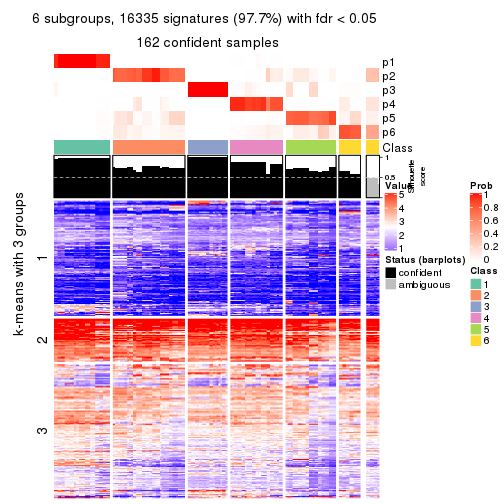 6 subgroups, 16335 signatures (97.7%) with fdr < 0.05
162 confident samples
p1
p2
p3
p4
p5
p6
Class
1
0.5
0
Silhouette
score
k-means with 3 groups
1
2
3
Value
5
4
3
2
1
Status (barplots)
confident
ambiguous
Prob
1
0.8
0.6
0.4
0.2
0
Class
1
2
3
4
5
6